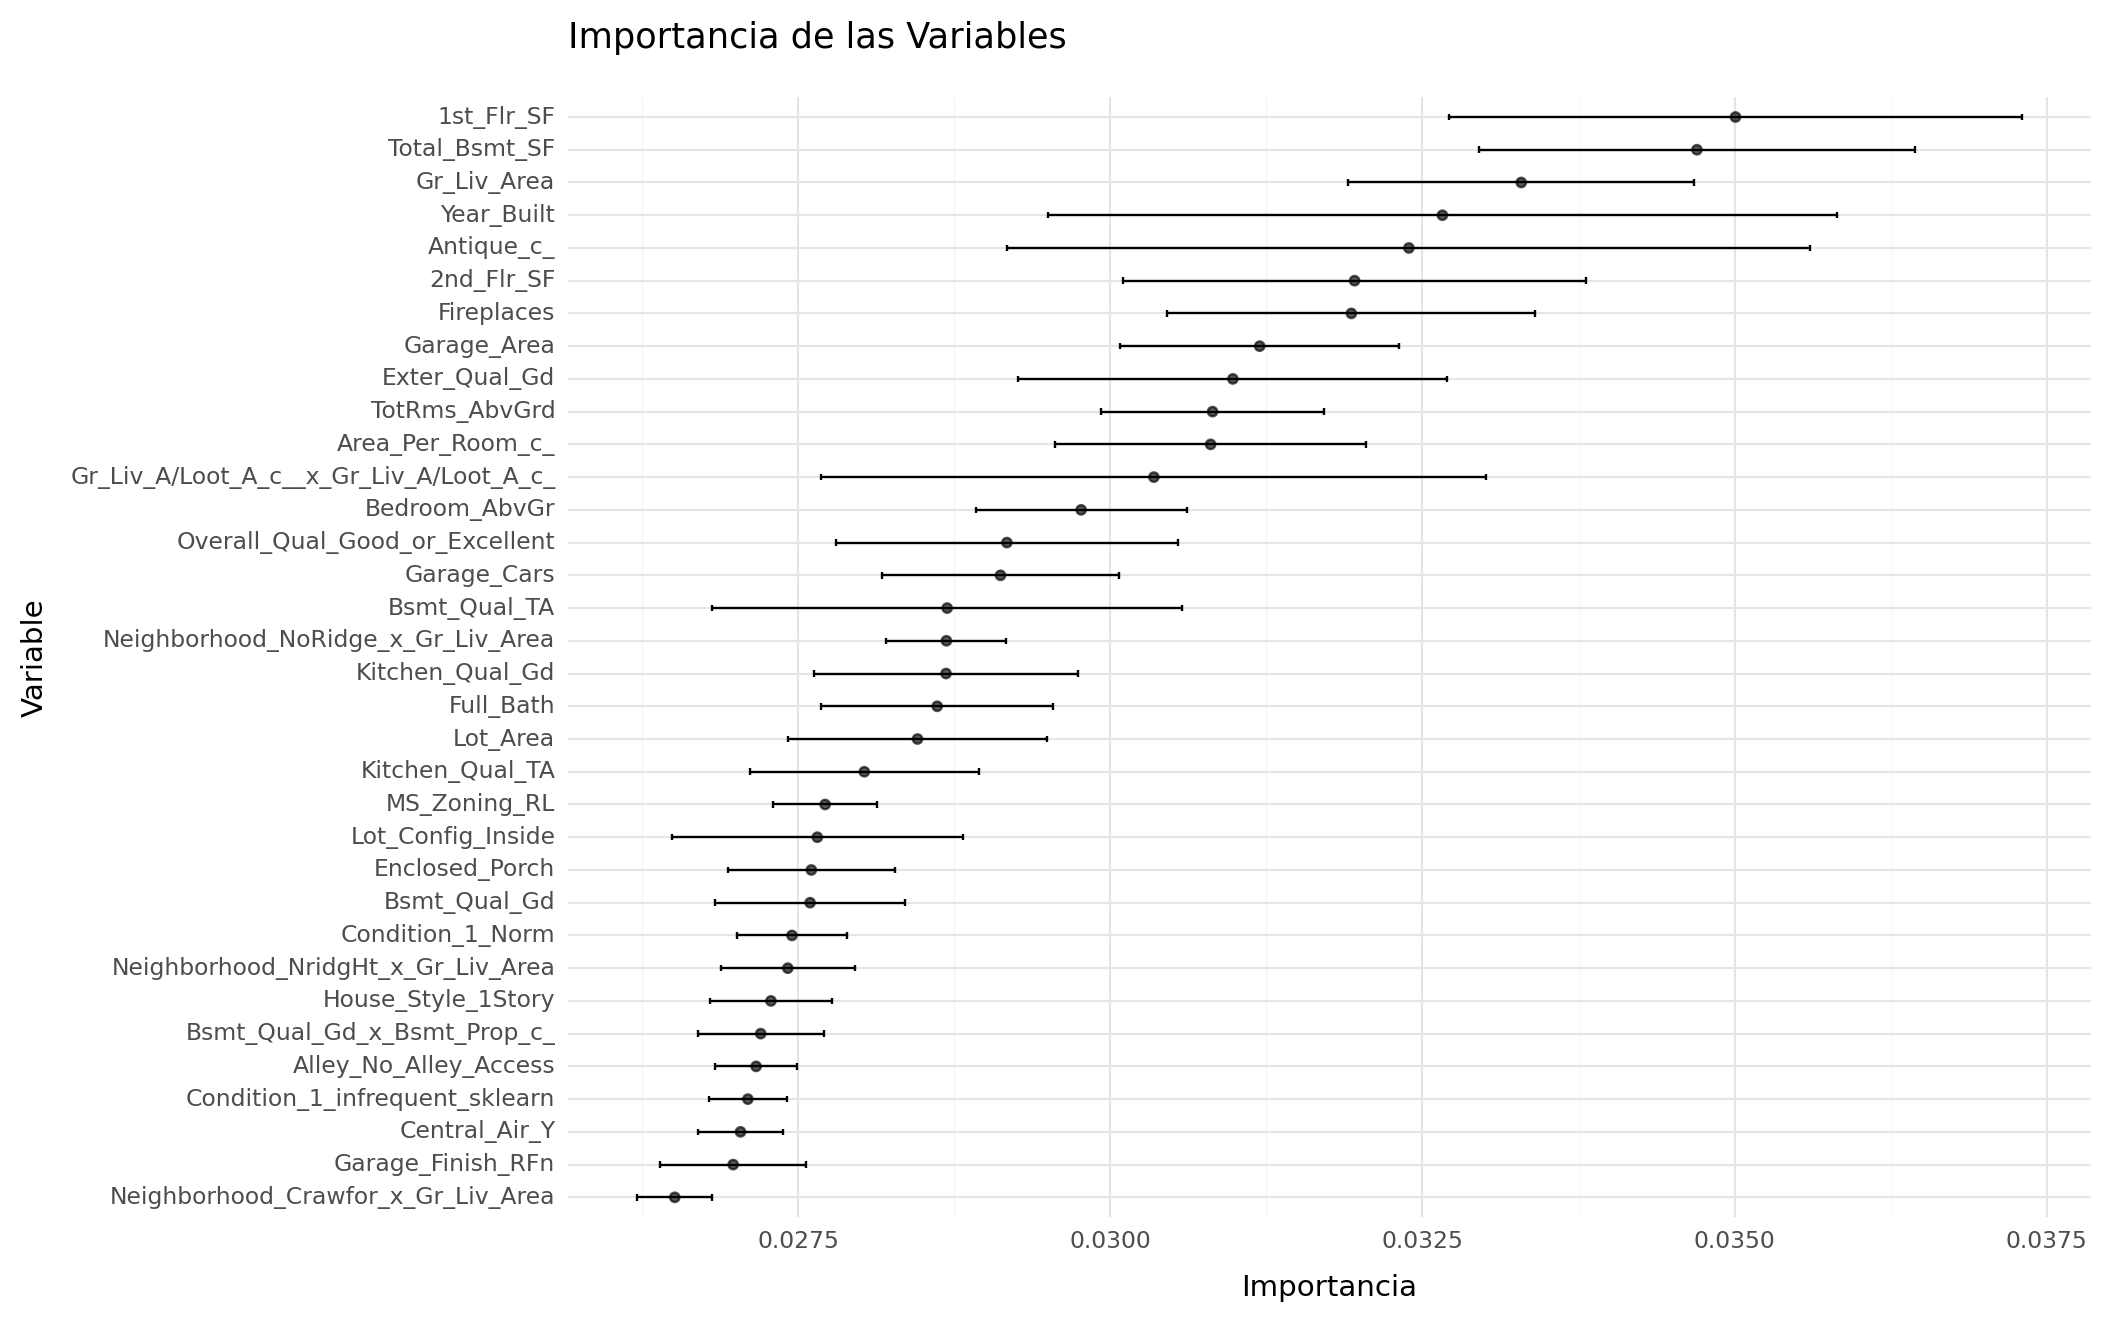 Importancia de las Variables
1st_Flr_SF
Total_Bsmt_SF
Gr_Liv_Area
Year_Built
Antique_c_
2nd_Flr_SF
Fireplaces
Garage_Area
Exter_Qual_Gd
TotRms_AbvGrd
Area_Per_Room_c_
Gr_Liv_A/Loot_A_c__x_Gr_Liv_A/Loot_A_c_
Bedroom_AbvGr
Overall_Qual_Good_or_Excellent
Garage_Cars
Bsmt_Qual_TA
Neighborhood_NoRidge_x_Gr_Liv_Area
Kitchen_Qual_Gd
Full_Bath
Lot_Area
Kitchen_Qual_TA
MS_Zoning_RL
Lot_Config_Inside
Enclosed_Porch
Bsmt_Qual_Gd
Condition_1_Norm
Neighborhood_NridgHt_x_Gr_Liv_Area
House_Style_1Story
Bsmt_Qual_Gd_x_Bsmt_Prop_c_
Alley_No_Alley_Access
Condition_1_infrequent_sklearn
Central_Air_Y
Garage_Finish_RFn
Neighborhood_Crawfor_x_Gr_Liv_Area
Variable
0.0275 0.0300 0.0325 0.0350 0.0375
Importancia